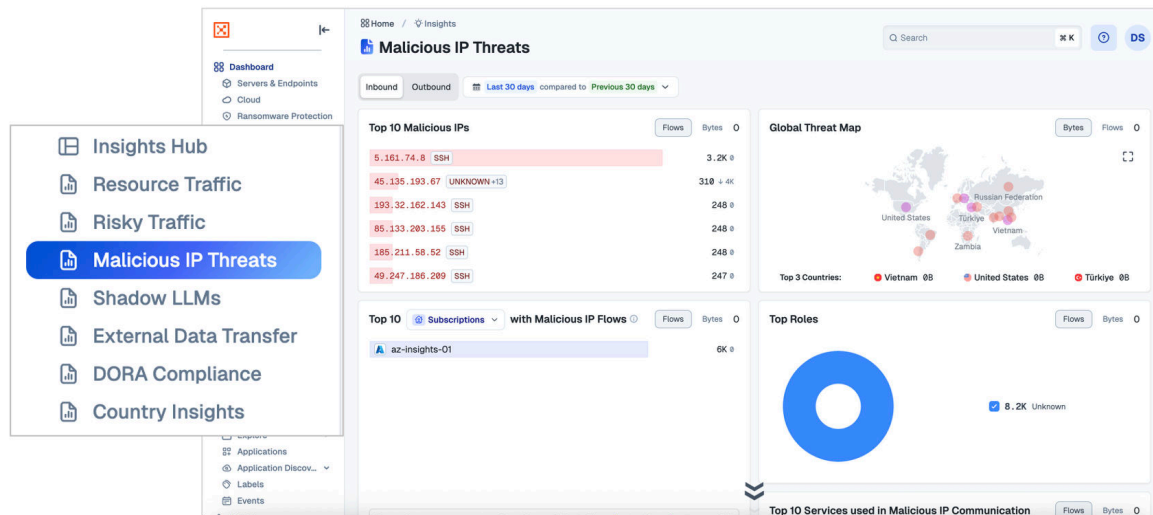 Home / Insights
Malicious IP Threats
Search
⌘ K
DS
Dashboard
Servers & Endpoints
Cloud
Ransomware Protection
Insights Hub
Resource Traffic
Risky Traffic
Malicious IP Threats
Shadow LLMs
External Data Transfer
DORA Compliance
Country Insights
Explore
Applications
Application Discov...
Labels
Events
Inbound Outbound Last 30 days compared to Previous 30 days
Top 10 Malicious IPs Flows Bytes
5.161.74.8 SSH 3.2K
45.135.193.67 UNKNOWN +13 310 ↓ 4K
193.32.162.143 SSH 248
85.133.203.155 SSH 248
185.211.58.52 SSH 248
49.247.186.209 SSH 247
Global Threat Map Bytes Flows
Russian Federation
United States
Türkiye
Vietnam
Zambia
Top 3 Countries: Vietnam 0B United States 0B Türkiye 0B
Top 10 Subscriptions with Malicious IP Flows Flows Bytes
az-insights-01 6K
Top Roles Flows Bytes
8.2K Unknown
Top 10 Services used in Malicious IP Communication Flows Bytes